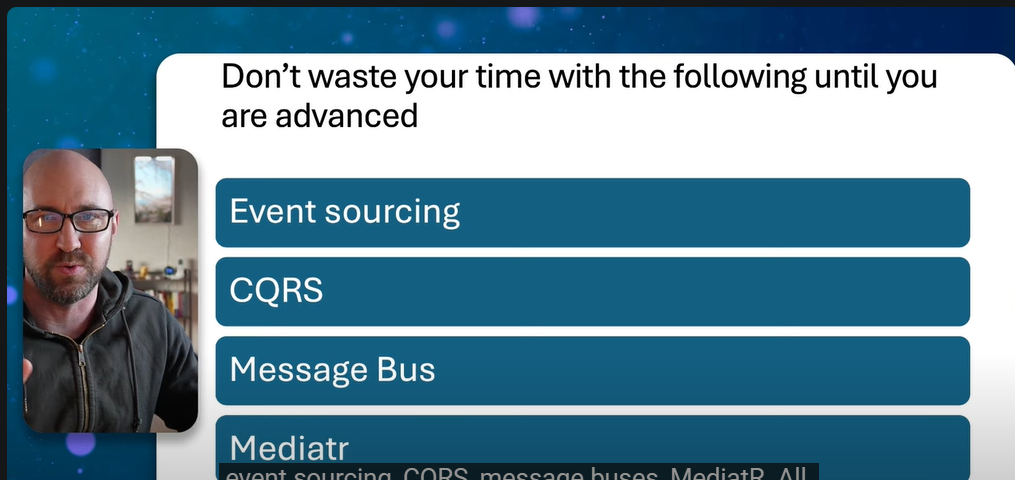 Don't waste your time with the following until you
are advanced
Event sourcing
CQRS
Message Bus
Mediatr
event sourcing, CQRS, message buses, MediatR. All